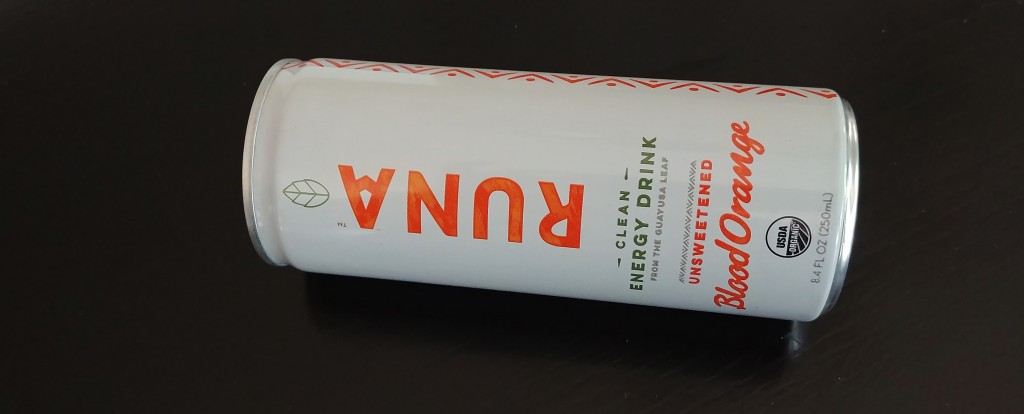 RUNA
TM
CLEAN
ENERGY DRINK
FROM THE GUAYUSA LEAF
UNSWEETENED
Blood Orange
USDA
ORGANIC
8.4 FL OZ (250mL)